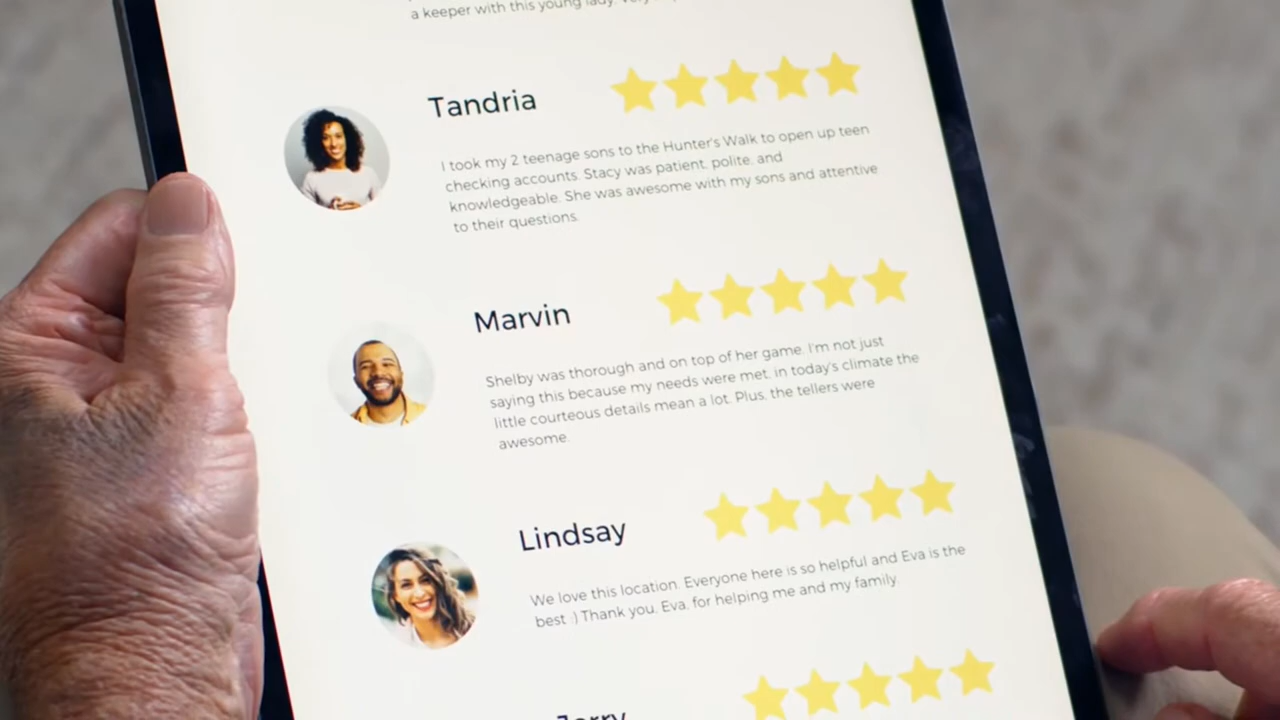 a keeper with this young lady. Very
Tandria
I took my 2 teenage sons to the Hunter's Walk to open up teen
checking accounts. Stacy was patient, polite, and
knowledgeable. She was awesome with my sons and attentive
to their questions.
Marvin
Shelby was thorough and on top of her game. I'm not just
saying this because my needs were met, in today's climate the
little courteous details mean a lot. Plus, the tellers were
awesome.
Lindsay
We love this location. Everyone here is so helpful and Eva is the
best :) Thank you, Eva, for helping me and my family.
Jerry